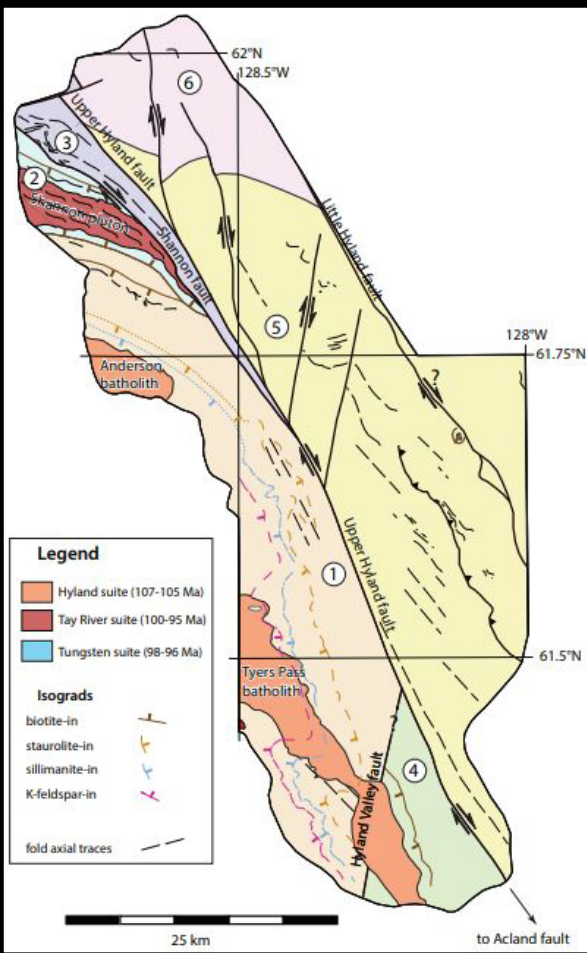 62°N
128.5°W
6
Upper Hyland fault
3
2
Shannon pluton
Shannon fault
Little Hyland fault
5
128°W
61.75°N
Anderson
batholith
?
Upper Hyland fault
1
Legend
Hyland suite (107-105 Ma)
Tay River suite (100-95 Ma)
Tungsten suite (98-96 Ma)
Isograds
biotite-in
staurolite-in
sillimanite-in
K-feldspar-in
fold axial traces
61.5°N
Tyers Pass
batholith
?
4
Hyland Valley fault
25 km
to Acland fault